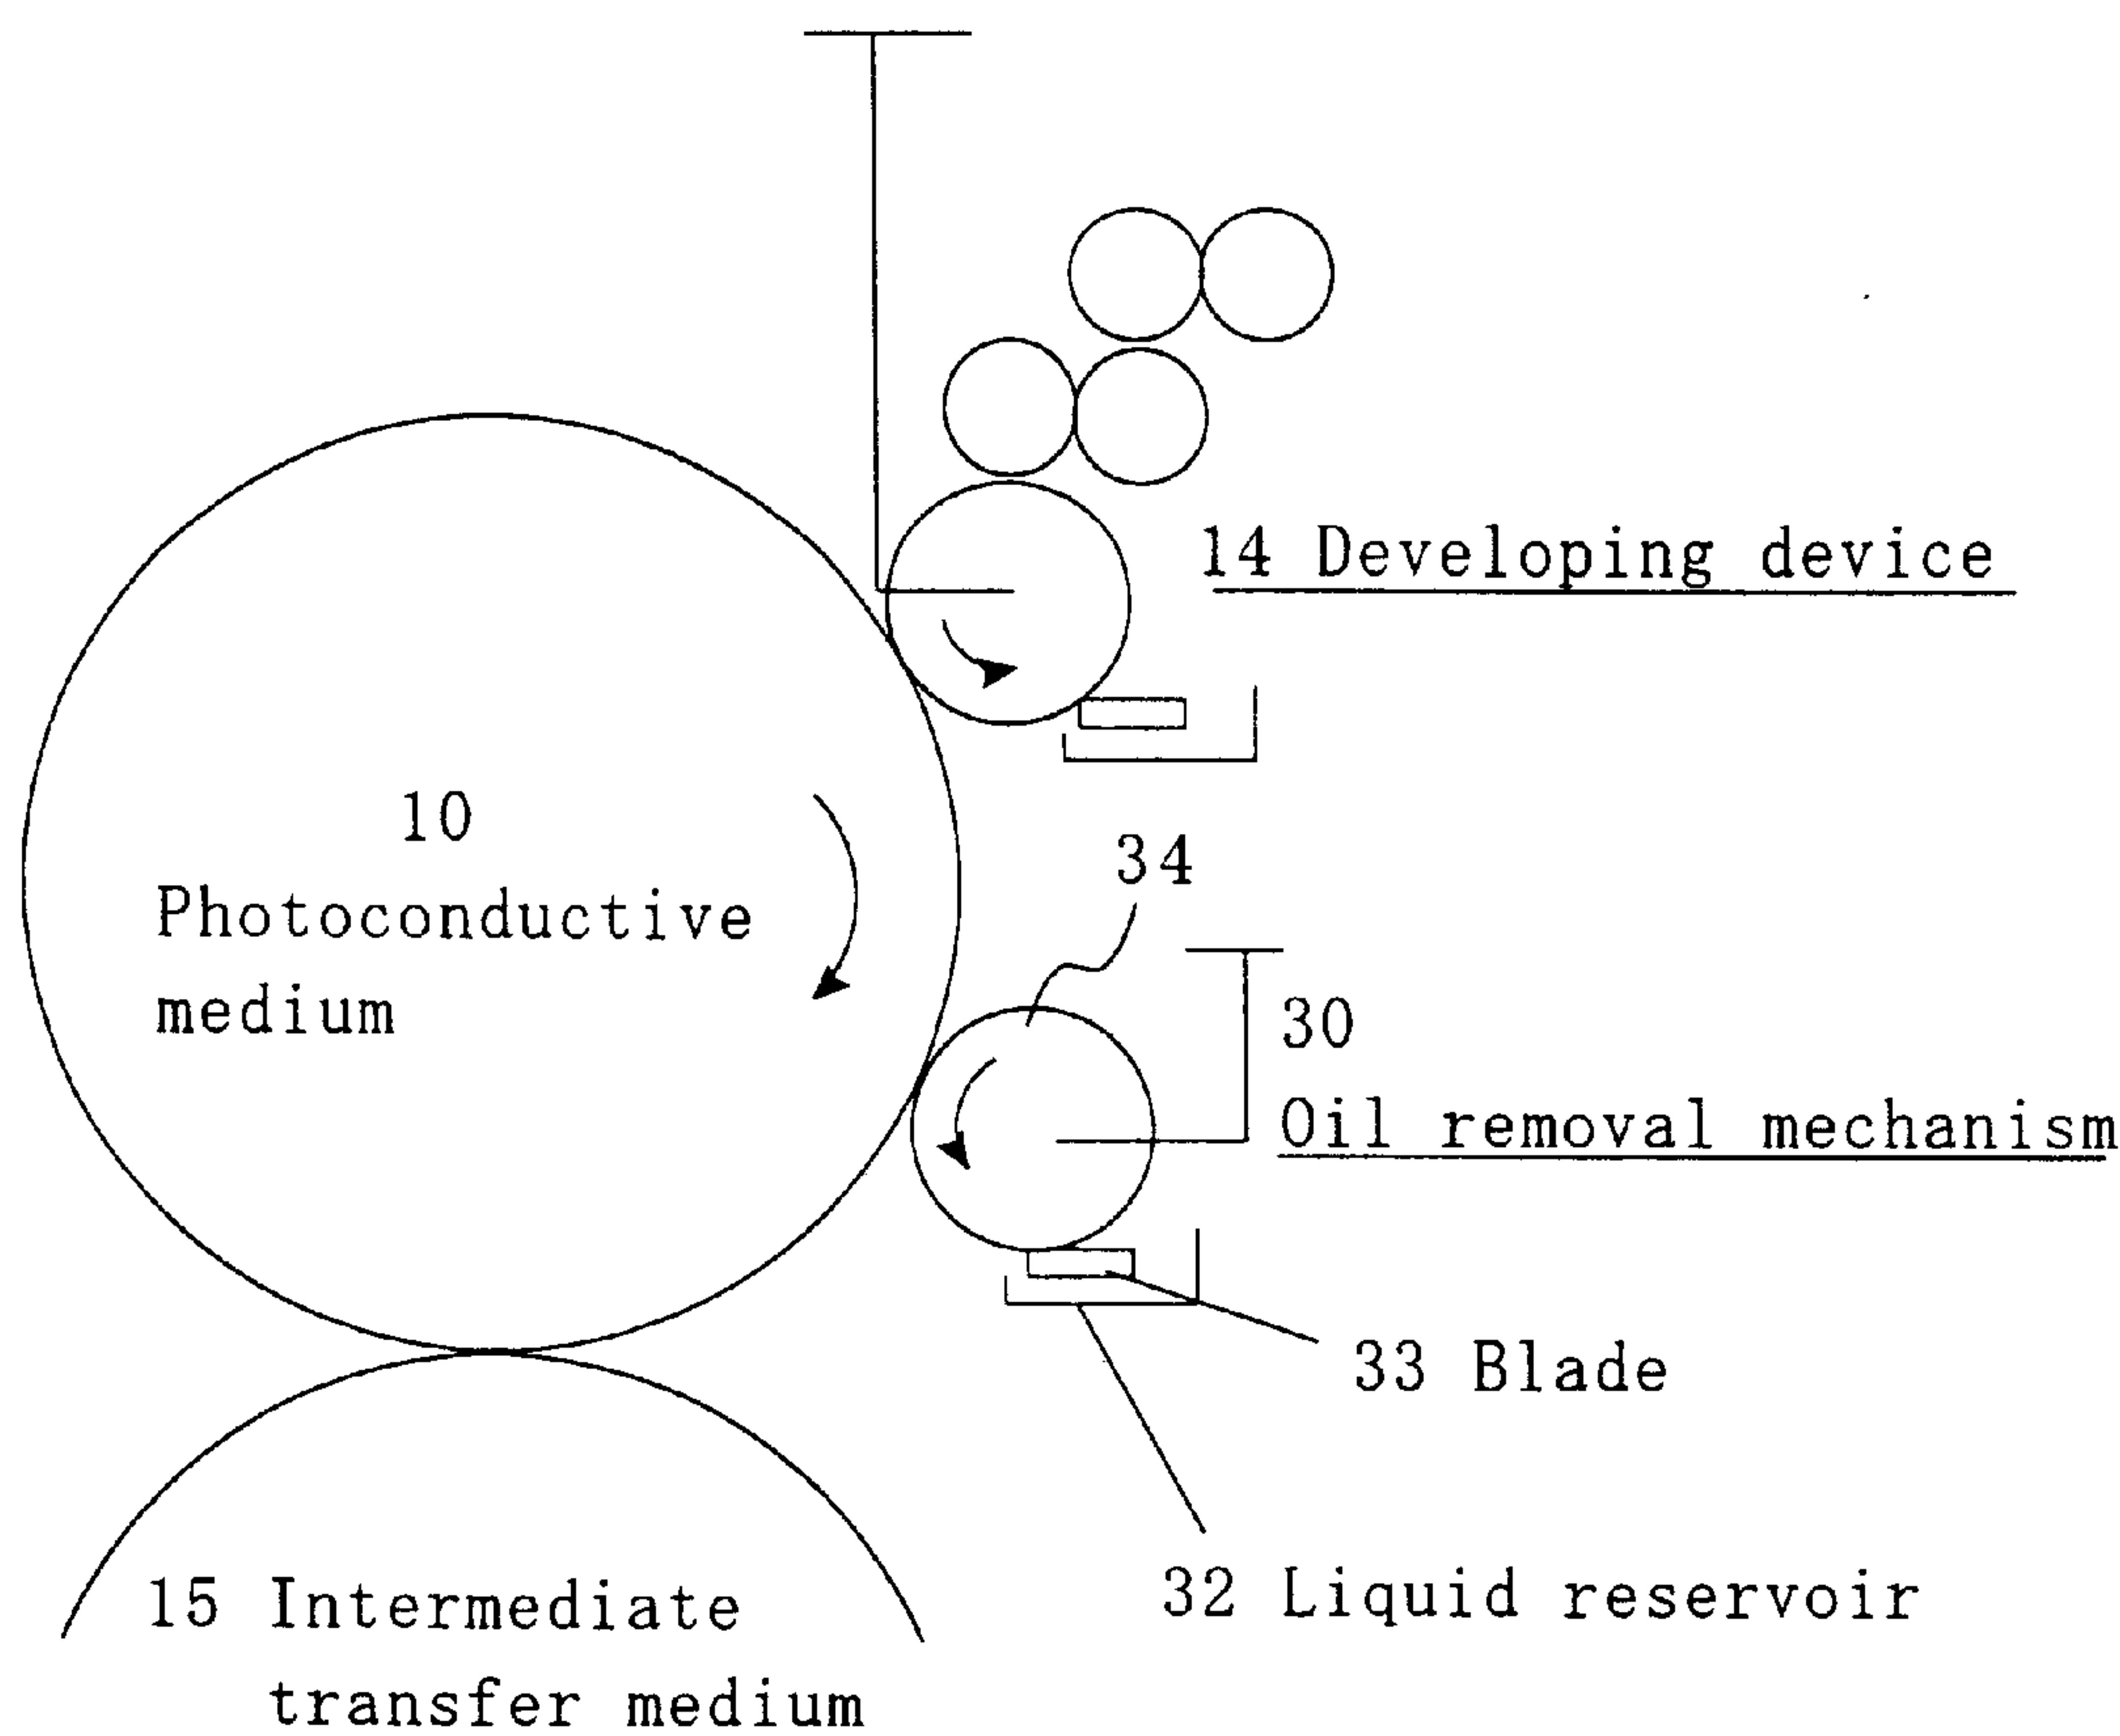 14 Developing device
10
Photoconductive
medium
34
30
Oil removal mechanism
33 Blade
32 Liquid reservoir
15 Intermediate
transfer medium